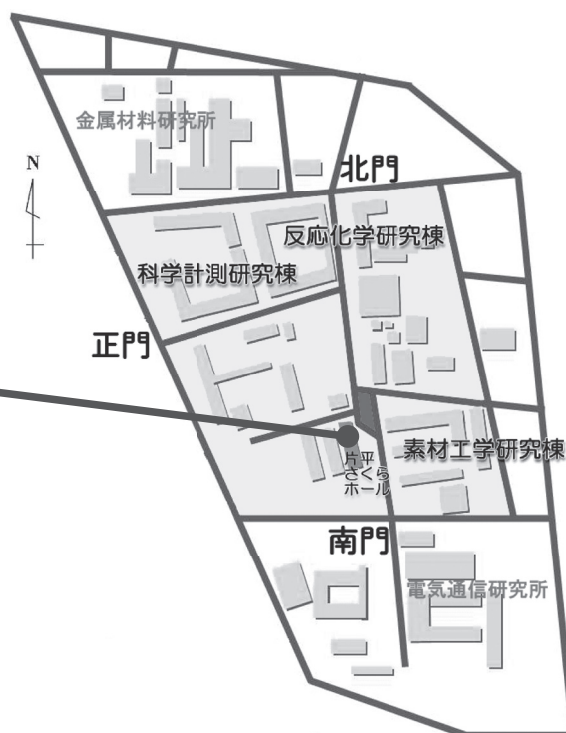 金属材料研究所
N
北門
反応化学研究棟
科学計測研究棟
正門
素材工学研究棟
片平
さくら
ホール
南門
電気通信研究所